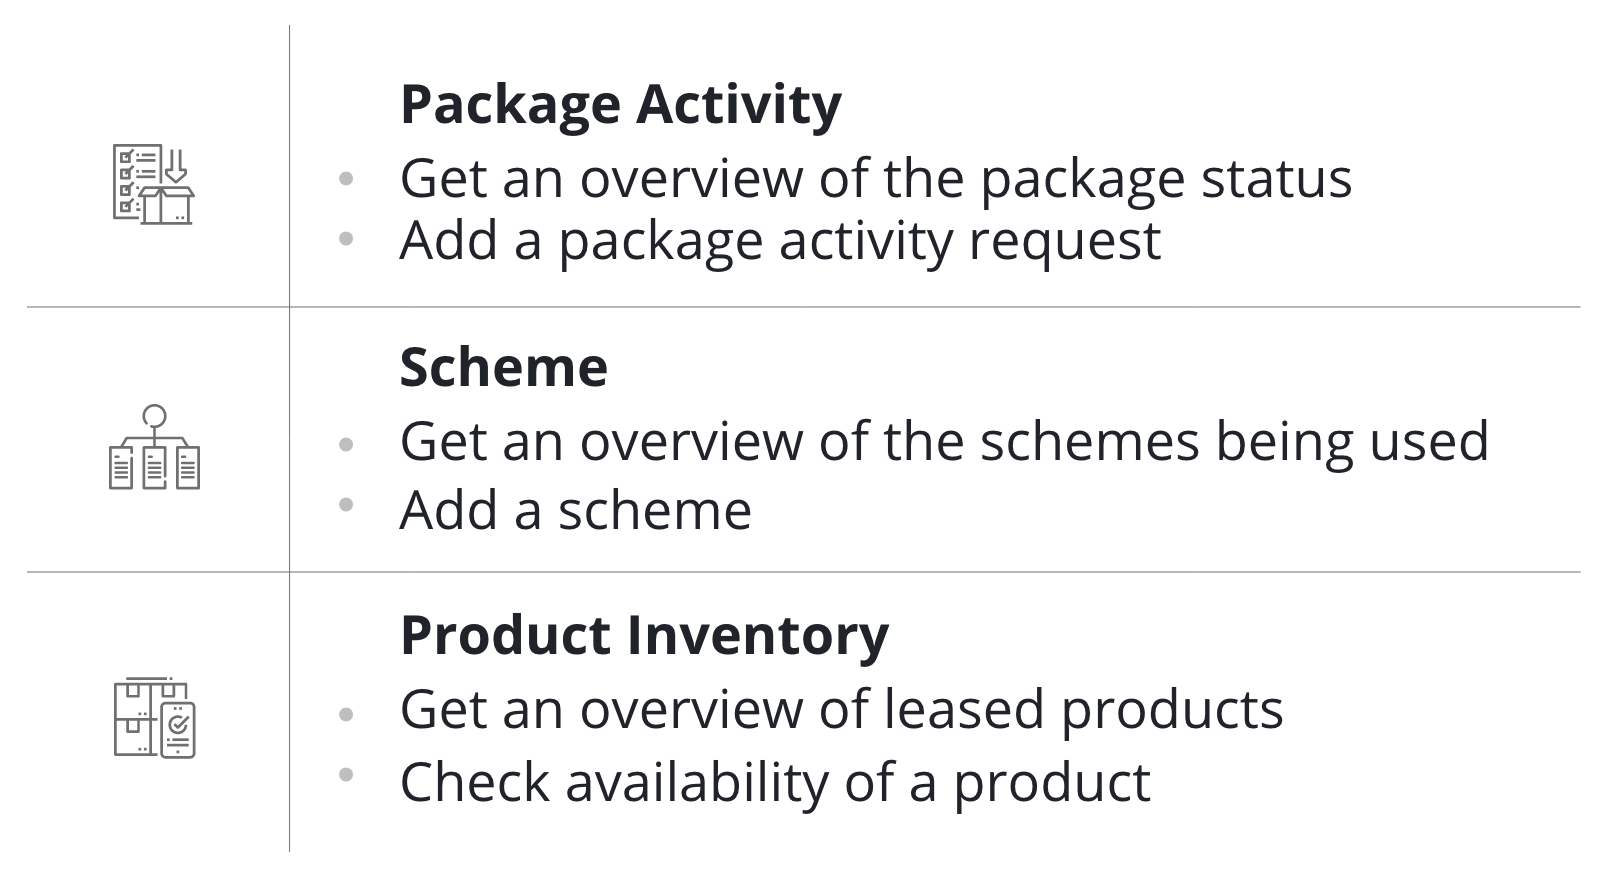 Package Activity
Get an overview of the package status
Add a package activity request
Scheme
Get an overview of the schemes being used
Add a scheme
Product Inventory
Get an overview of leased products
Check availability of a product